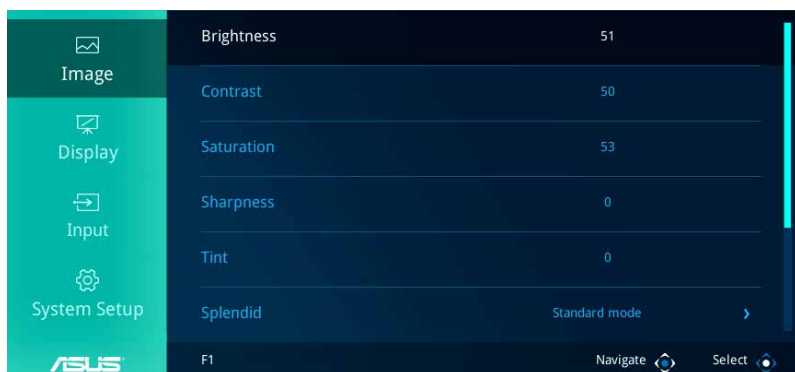 Image
Display
Input
System Setup
ASUS
Brightness 51
Contrast 50
Saturation 53
Sharpness 0
Tint 0
Splendid Standard mode
F1 Navigate Select